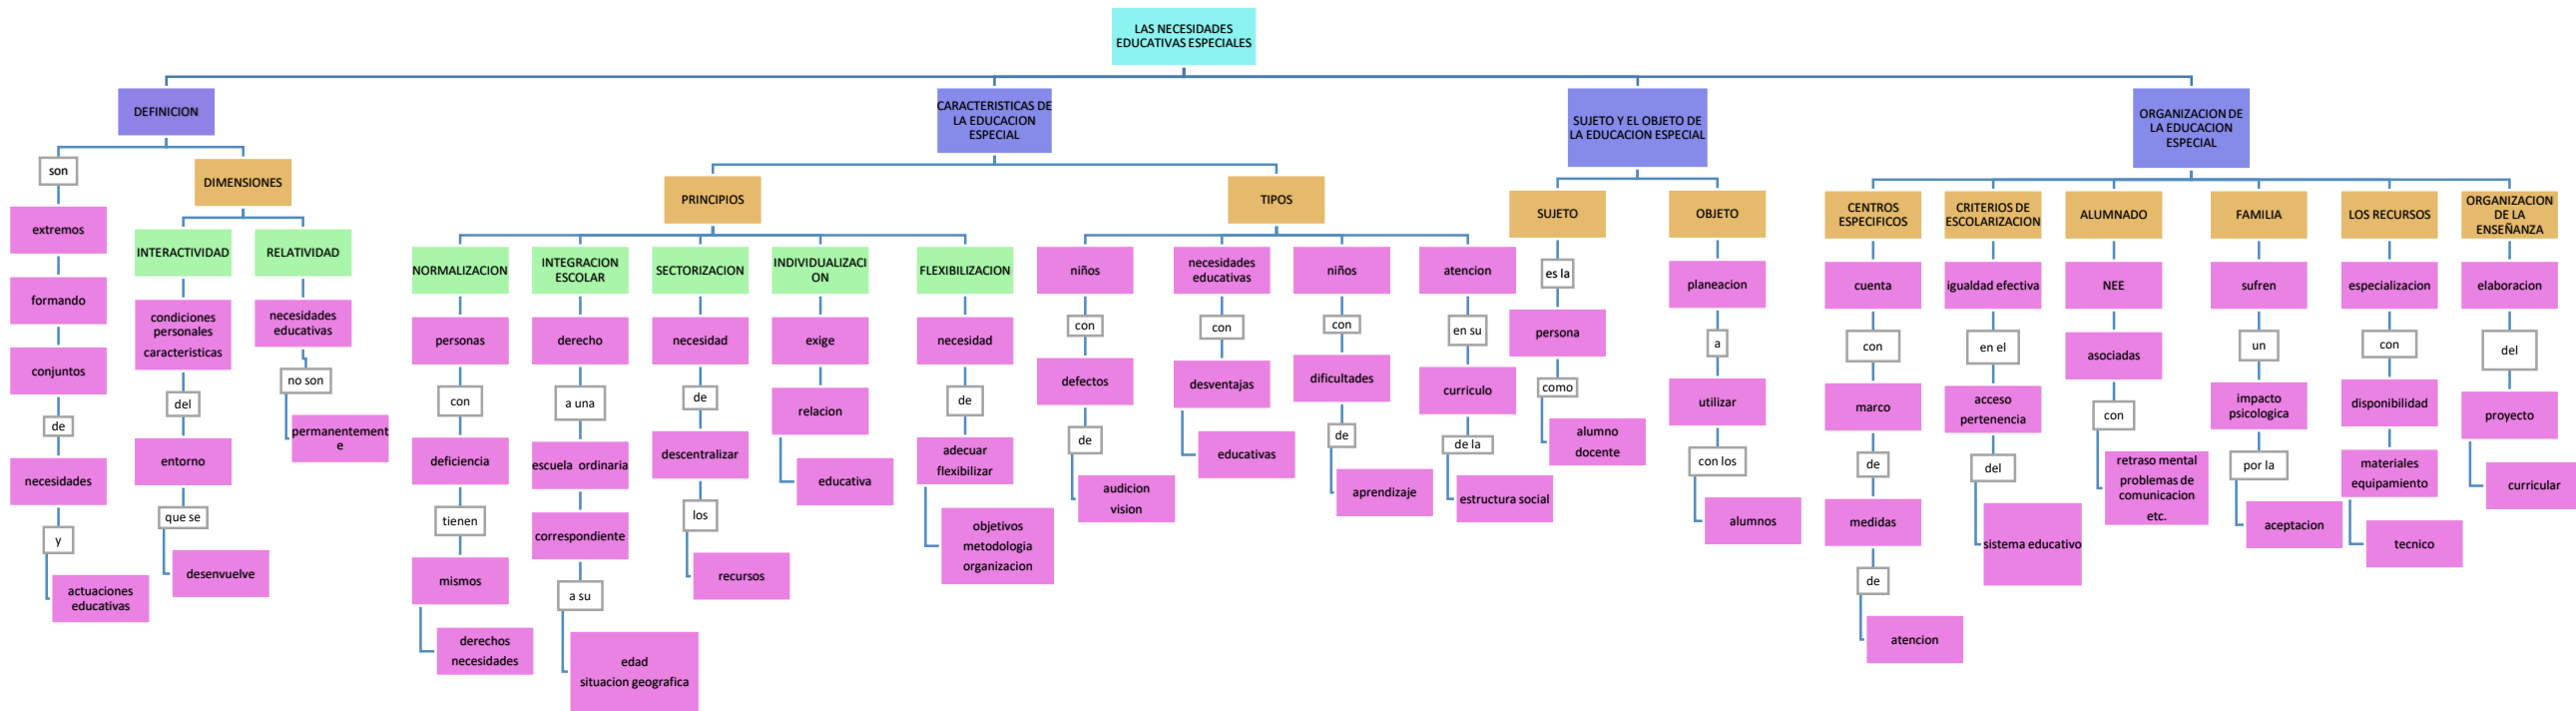 LAS NECESIDADES
EDUCATIVAS ESPECIALES
DEFINICION
son
extremos
formando
conjuntos
de
necesidades
y
actuaciones
educativas
DIMENSIONES
INTERACTIVIDAD
condiciones
personales
caracteristicas
del
entorno
que se
desenvuelve
RELATIVIDAD
necesidades
educativas
no son
permanentement
e
CARACTERISTICAS DE
LA EDUCACION
ESPECIAL
PRINCIPIOS
NORMALIZACION
personas
con
deficiencia
tienen
mismos
derechos
necesidades
INTEGRACION
ESCOLAR
derecho
a una
escuela ordinaria
correspondiente
a su
edad
situacion geografica
SECTORIZACION
necesidad
de
descentralizar
los
recursos
INDIVIDUALIZACI
ON
exige
relacion
educativa
FLEXIBILIZACION
necesidad
de
adecuar
flexibilizar
objetivos
metodologia
organizacion
TIPOS
niños
con
defectos
de
audicion
vision
necesidades
educativas
con
desventajas
educativas
niños
con
dificultades
de
aprendizaje
atencion
en su
curriculo
de la
estructura social
SUJETO Y EL OBJETO DE
LA EDUCACION ESPECIAL
SUJETO
es la
persona
como
alumno
docente
OBJETO
planeacion
a
utilizar
con los
alumnos
ORGANIZACION DE
LA EDUCACION
ESPECIAL
CENTROS
ESPECIFICOS
cuenta
con
marco
de
medidas
de
atencion
CRITERIOS DE
ESCOLARIZACION
igualdad efectiva
en el
acceso
pertenencia
del
sistema educativo
ALUMNADO
NEE
asociadas
con
retraso mental
problemas de
comunicacion
etc.
FAMILIA
sufren
un
impacto
psicologica
por la
aceptacion
LOS RECURSOS
especializacion
con
disponibilidad
materiales
equipamiento
tecnico
ORGANIZACION
DE LA
ENSEÑANZA
elaboracion
del
proyecto
curricular